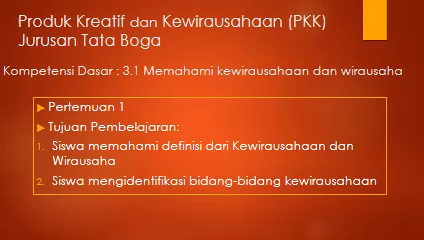 Produk Kreatif dan Kewirausahaan (PKK)
Jurusan Tata Boga
Kompetensi Dasar : 3.1 Memahami kewirausahaan dan wirausaha
Pertemuan 1
Tujuan Pembelajaran:
1. Siswa memahami definisi dari Kewirausahaan dan
Wirausaha
2. Siswa mengidentifikasi bidang-bidang kewirausahaan